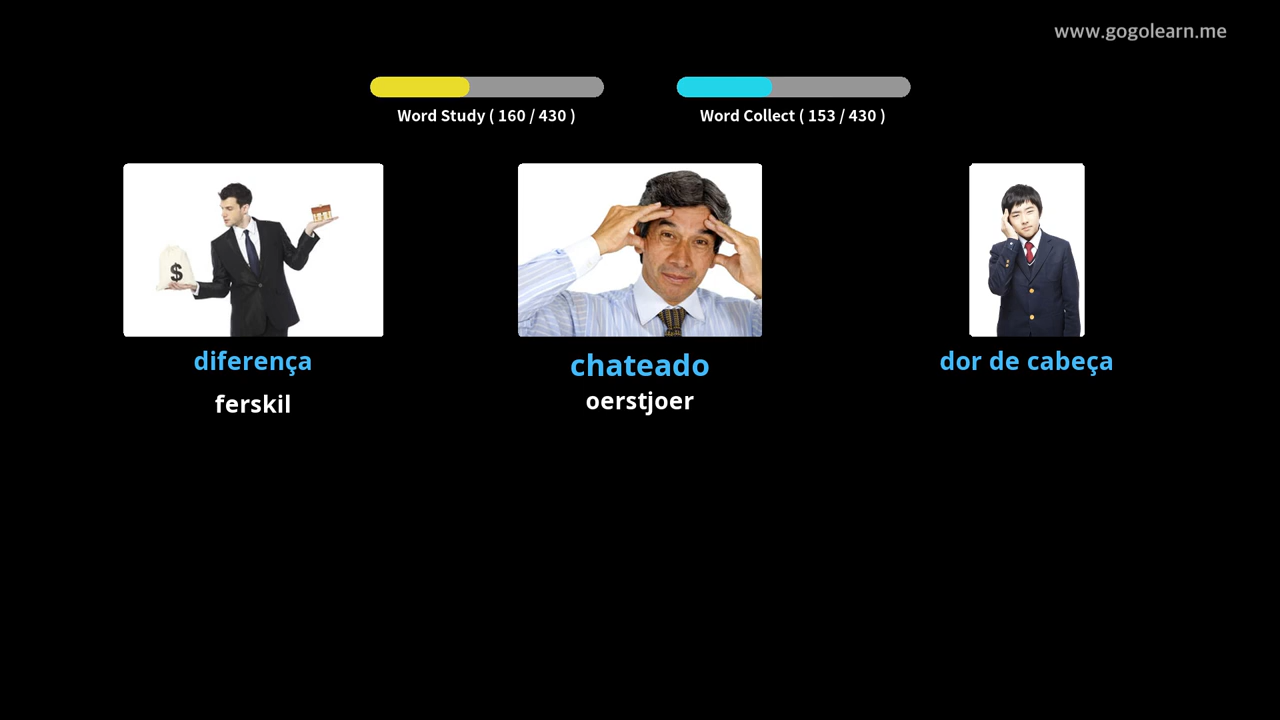 www.gogolearn.me
Word Study ( 160 / 430 )
Word Collect ( 153 / 430 )
$
diferença
chateado
dor de cabeça
ferskil
oerstjoer